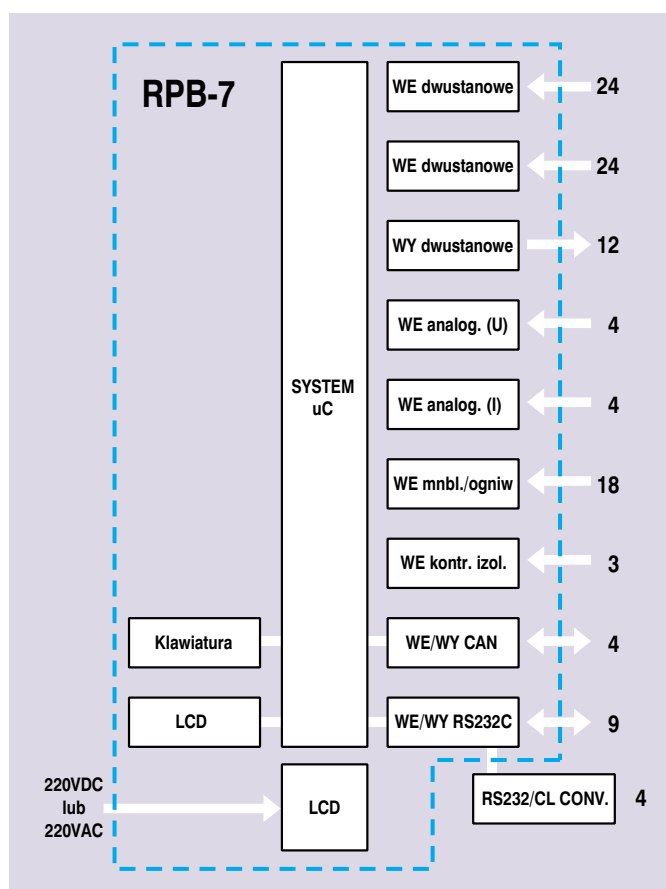 RPB-7
WE dwustanowe
24
WE dwustanowe
24
WY dwustanowe
12
WE analog. (U)
4
SYSTEM
uC
WE analog. (I)
4
WE mnbl./ogniw
18
WE kontr. izol.
3
Klawiatura
WE/WY CAN
4
LCD
WE/WY RS232C
9
220VDC
lub
220VAC
LCD
RS232/CL CONV.
4